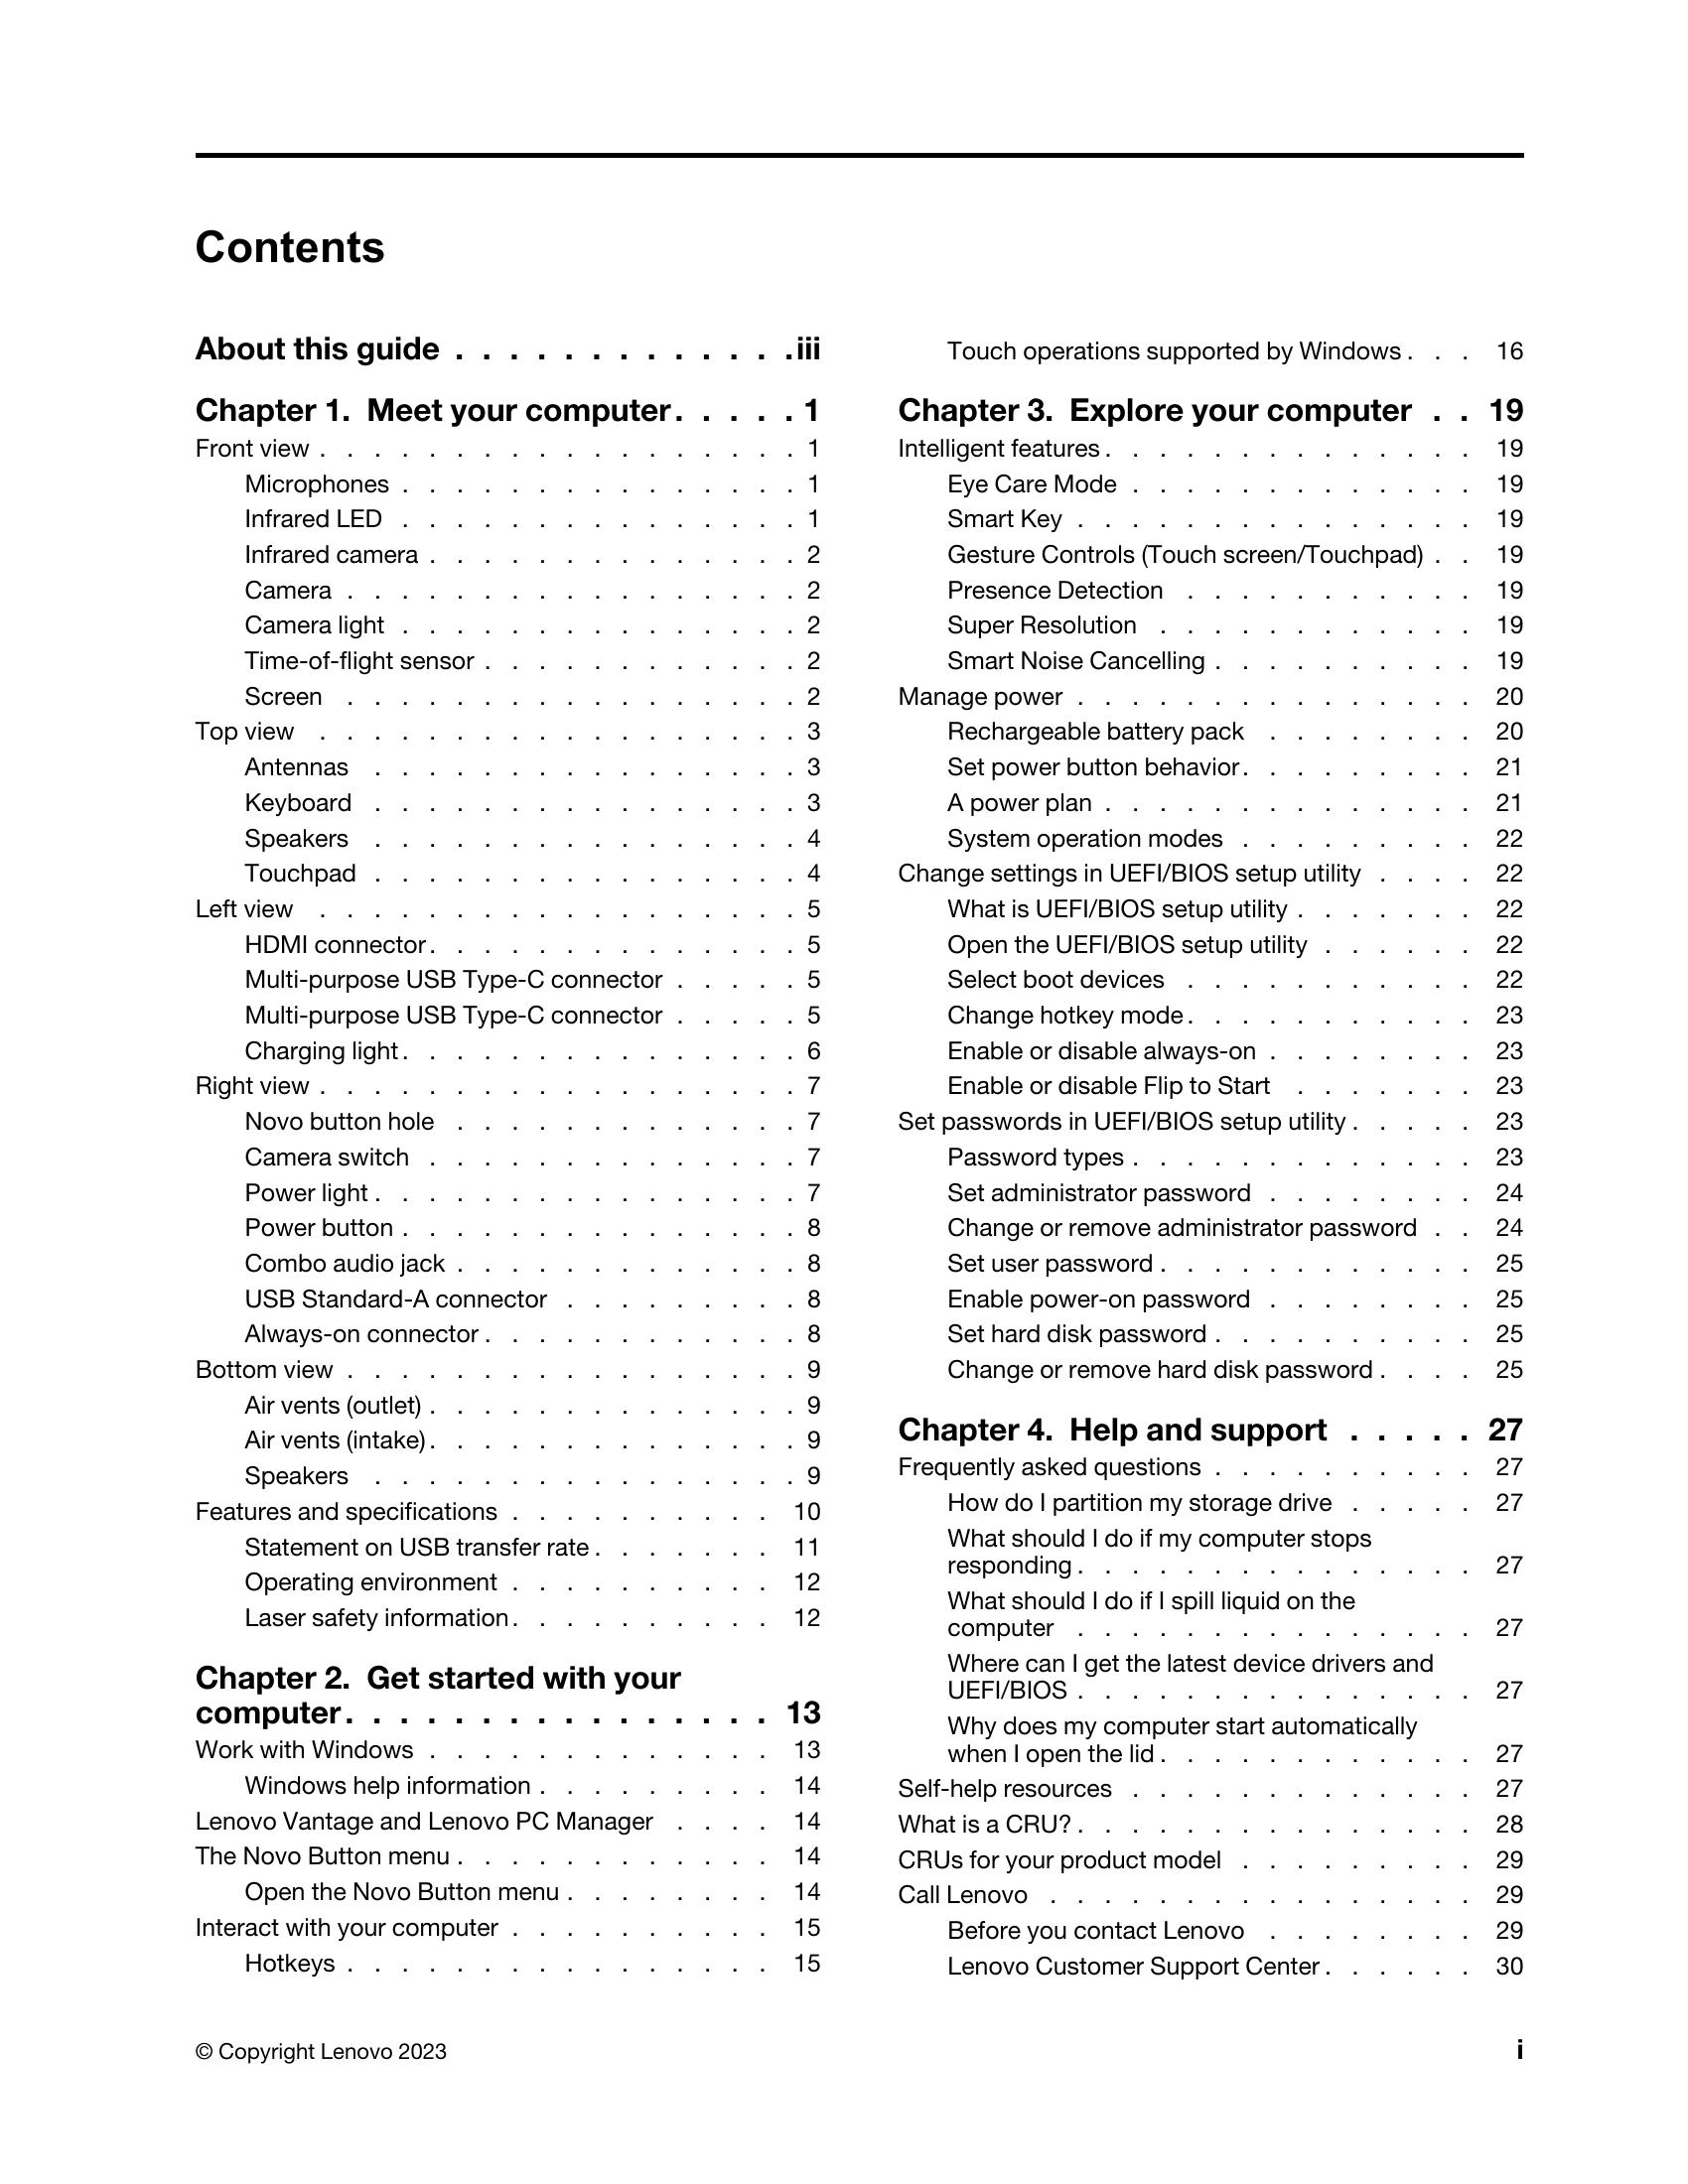 Contents
About this guide . . . . . . . . . . . . .iii
Chapter 1. Meet your computer. . . . . 1
Front view . . . . . . . . . . . . . . . . . . 1
Microphones . . . . . . . . . . . . . . . 1
Infrared LED . . . . . . . . . . . . . . . 1
Infrared camera . . . . . . . . . . . . . . 2
Camera . . . . . . . . . . . . . . . . . 2
Camera light . . . . . . . . . . . . . . . 2
Time-of-flight sensor . . . . . . . . . . . . 2
Screen . . . . . . . . . . . . . . . . . 2
Top view . . . . . . . . . . . . . . . . . . 3
Antennas . . . . . . . . . . . . . . . . 3
Keyboard . . . . . . . . . . . . . . . . 3
Speakers . . . . . . . . . . . . . . . . 4
Touchpad . . . . . . . . . . . . . . . . 4
Left view . . . . . . . . . . . . . . . . . . 5
HDMI connector. . . . . . . . . . . . . . 5
Multi-purpose USB Type-C connector . . . . . 5
Multi-purpose USB Type-C connector . . . . . 5
Charging light. . . . . . . . . . . . . . . 6
Right view . . . . . . . . . . . . . . . . . . 7
Novo button hole . . . . . . . . . . . . . 7
Camera switch . . . . . . . . . . . . . . 7
Power light . . . . . . . . . . . . . . . . 7
Power button . . . . . . . . . . . . . . . 8
Combo audio jack . . . . . . . . . . . . . 8
USB Standard-A connector . . . . . . . . . 8
Always-on connector . . . . . . . . . . . . 8
Bottom view . . . . . . . . . . . . . . . . . 9
Air vents (outlet) . . . . . . . . . . . . . . 9
Air vents (intake). . . . . . . . . . . . . . 9
Speakers . . . . . . . . . . . . . . . . 9
Features and specifications . . . . . . . . . . 10
Statement on USB transfer rate . . . . . . . 11
Operating environment . . . . . . . . . . 12
Laser safety information. . . . . . . . . . 12
Chapter 2. Get started with your
computer. . . . . . . . . . . . . . . . 13
Work with Windows . . . . . . . . . . . . . 13
Windows help information . . . . . . . . . 14
Lenovo Vantage and Lenovo PC Manager . . . . 14
The Novo Button menu . . . . . . . . . . . . 14
Open the Novo Button menu . . . . . . . . 14
Interact with your computer . . . . . . . . . . 15
Hotkeys . . . . . . . . . . . . . . . . 15
Touch operations supported by Windows . . . 16
Chapter 3. Explore your computer . . 19
Intelligent features . . . . . . . . . . . . . . 19
Eye Care Mode . . . . . . . . . . . . . 19
Smart Key . . . . . . . . . . . . . . . 19
Gesture Controls (Touch screen/Touchpad) . . 19
Presence Detection . . . . . . . . . . . 19
Super Resolution . . . . . . . . . . . . 19
Smart Noise Cancelling . . . . . . . . . . 19
Manage power . . . . . . . . . . . . . . . 20
Rechargeable battery pack . . . . . . . . 20
Set power button behavior. . . . . . . . . 21
A power plan . . . . . . . . . . . . . . 21
System operation modes . . . . . . . . . 22
Change settings in UEFI/BIOS setup utility . . . . 22
What is UEFI/BIOS setup utility . . . . . . . 22
Open the UEFI/BIOS setup utility . . . . . . 22
Select boot devices . . . . . . . . . . . 22
Change hotkey mode. . . . . . . . . . . 23
Enable or disable always-on . . . . . . . . 23
Enable or disable Flip to Start . . . . . . . 23
Set passwords in UEFI/BIOS setup utility . . . . . 23
Password types . . . . . . . . . . . . . 23
Set administrator password . . . . . . . . 24
Change or remove administrator password . . 24
Set user password . . . . . . . . . . . . 25
Enable power-on password . . . . . . . . 25
Set hard disk password . . . . . . . . . . 25
Change or remove hard disk password . . . . 25
Chapter 4. Help and support . . . . . 27
Frequently asked questions . . . . . . . . . . 27
How do I partition my storage drive . . . . . 27
What should I do if my computer stops
responding . . . . . . . . . . . . . . . 27
What should I do if I spill liquid on the
computer . . . . . . . . . . . . . . . 27
Where can I get the latest device drivers and
UEFI/BIOS . . . . . . . . . . . . . . . 27
Why does my computer start automatically
when I open the lid . . . . . . . . . . . . 27
Self-help resources . . . . . . . . . . . . . 27
What is a CRU? . . . . . . . . . . . . . . . 28
CRUs for your product model . . . . . . . . . 29
Call Lenovo . . . . . . . . . . . . . . . . 29
Before you contact Lenovo . . . . . . . . 29
Lenovo Customer Support Center . . . . . . 30
© Copyright Lenovo 2023
i